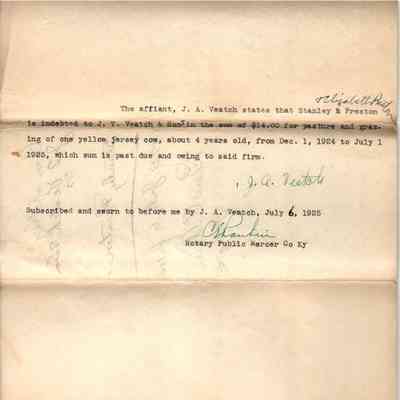 & Elizabeth
The affiant, J. A. Veatch states that Stanley B Preston
is indebted to J. V. Veatch & Sons in the sum of $14.00 for pasture and graz-
ing of one yellow jersey cow, about 4 years old, from Dec. 1, 1924 to July 1
1925, which sum is past due and owing to said firm.
J. A. Veatch
Subscribed and sworn to before me by J. A. Veatch, July 6, 1925
C E Rankin
Notary Public Mercer Co Ky